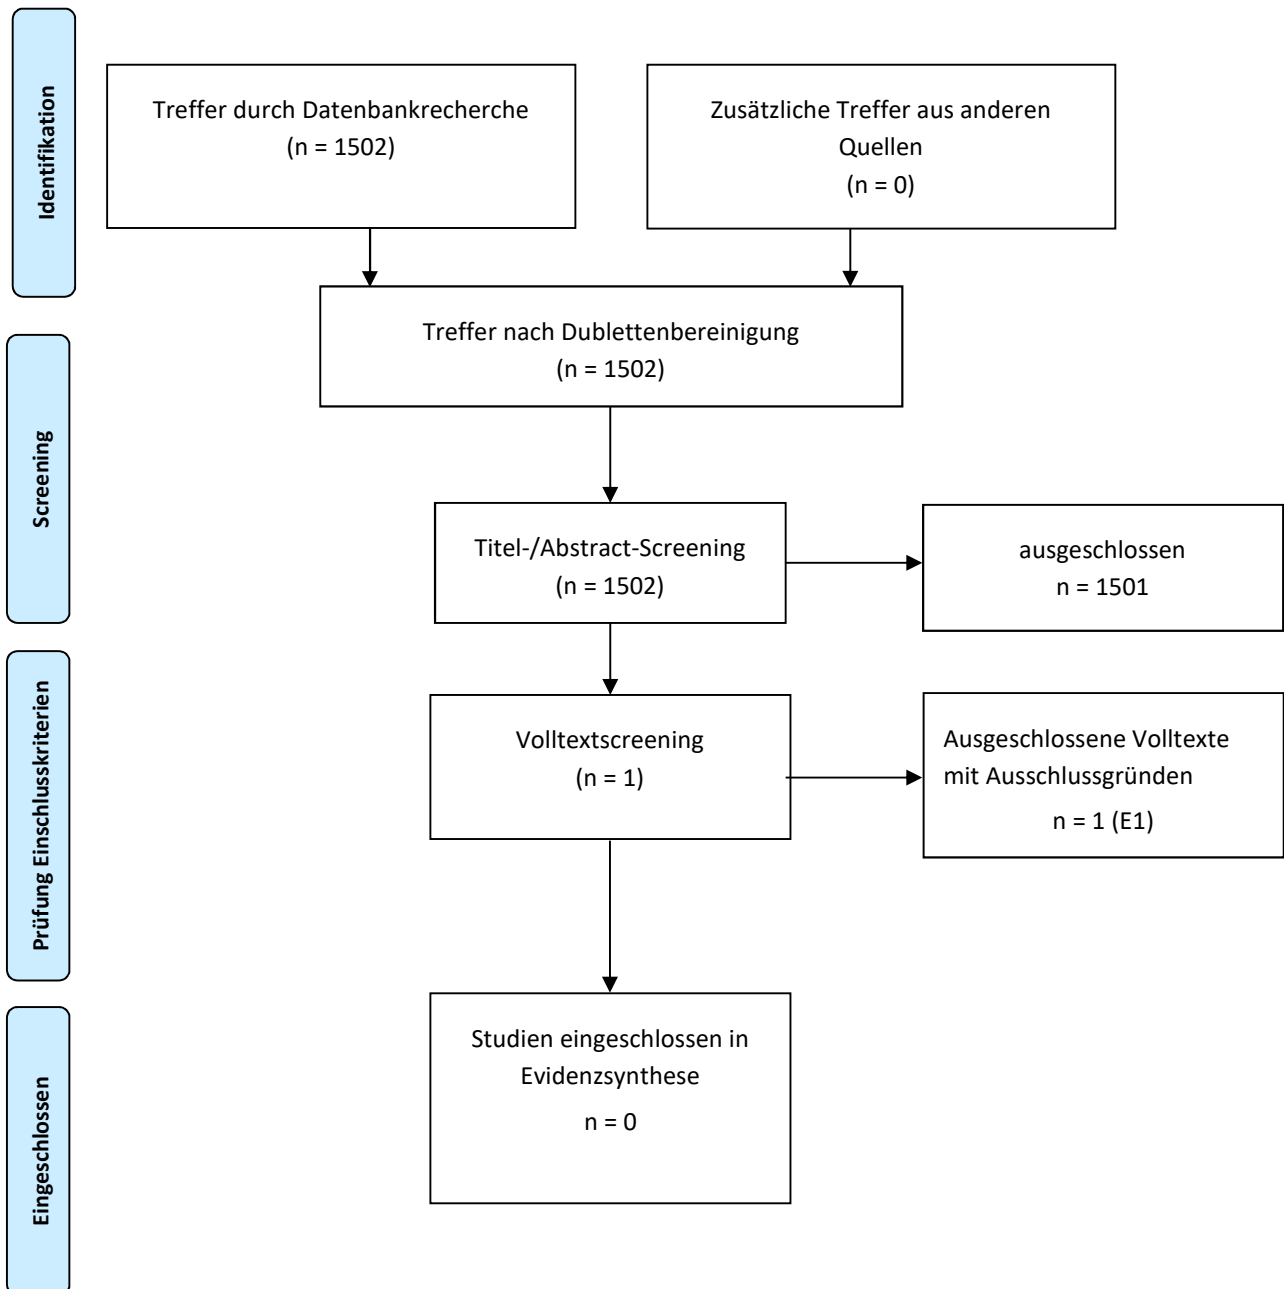 Identifikation
Treffer durch Datenbankrecherche
(n = 1502)
Zusätzliche Treffer aus anderen
Quellen
(n = 0)
Treffer nach Dublettenbereinigung
(n = 1502)
Screening
Titel-/Abstract-Screening
(n = 1502)
ausgeschlossen
n = 1501
Prüfung Einschlusskriterien
Volltextscreening
(n = 1)
Ausgeschlossene Volltexte
mit Ausschlussgründen
n = 1 (E1)
Eingeschlossen
Studien eingeschlossen in
Evidenzsynthese
n = 0